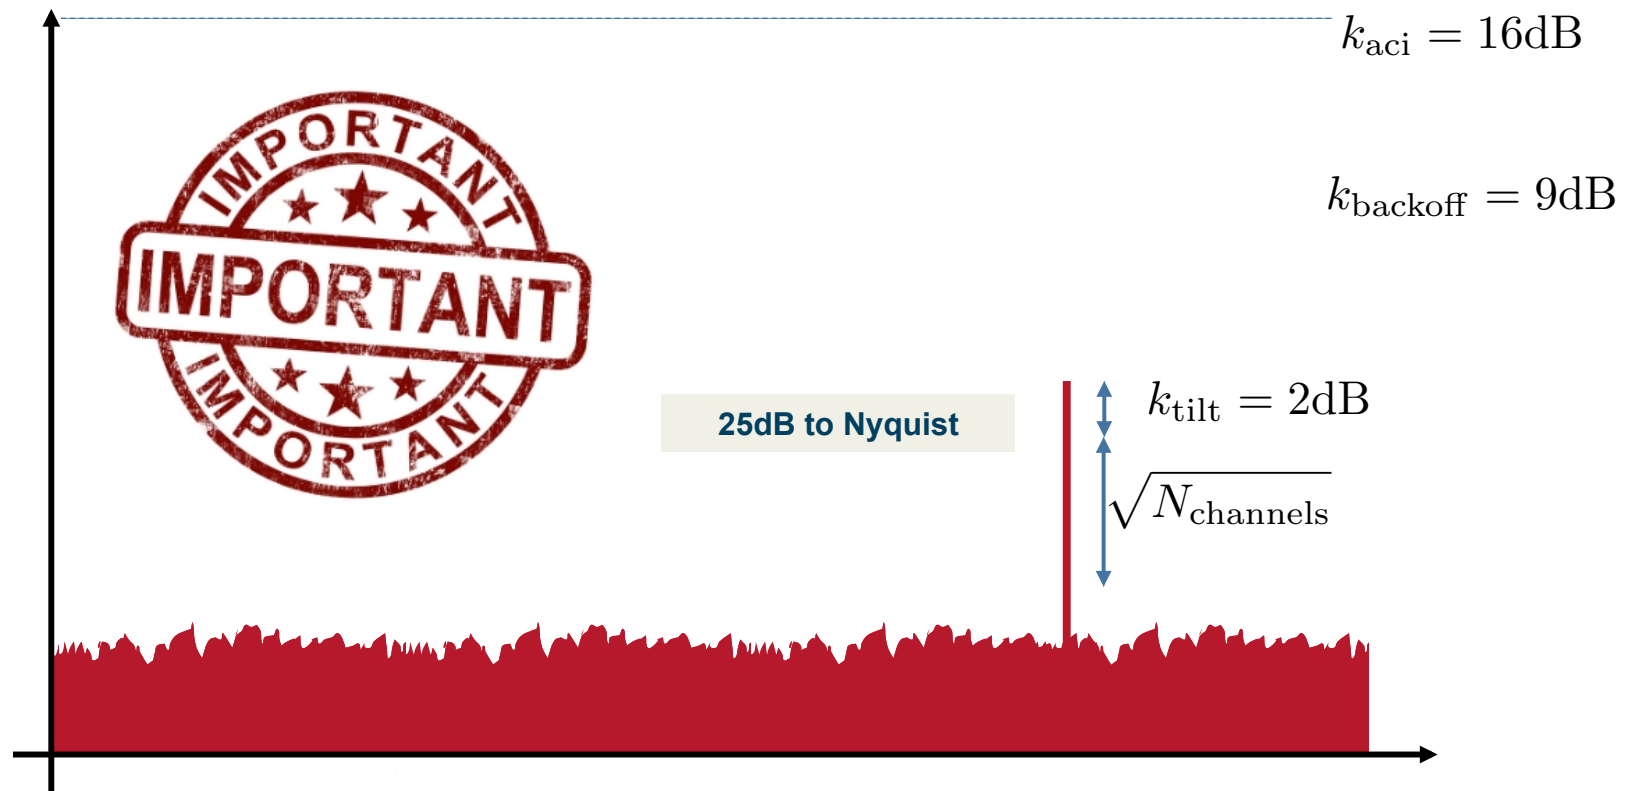 k_aci = 16dB
IMPORTANT
k_backoff = 9dB
IMPORTANT
IMPORTANT
25dB to Nyquist
k_tilt = 2dB
√N_channels